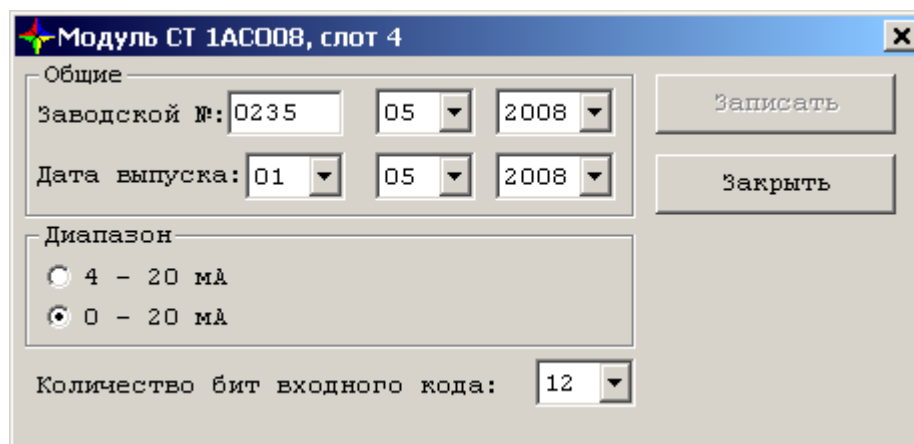 Модуль СТ 1АСО08, слот 4
Общие
Заводской №: 0235 05 2008
Записать
Дата выпуска: 01 05 2008
Закрыть
Диапазон
4 - 20 мА
0 - 20 мА
Количество бит входного кода: 12